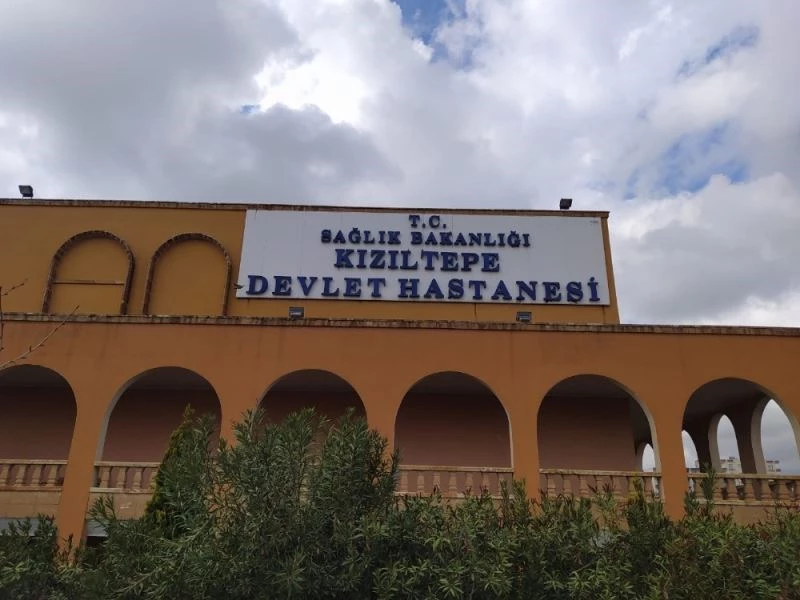 T.C.
SAĞLIK BAKANLIĞI
KIZILTEPE
DEVLET HASTANESİ